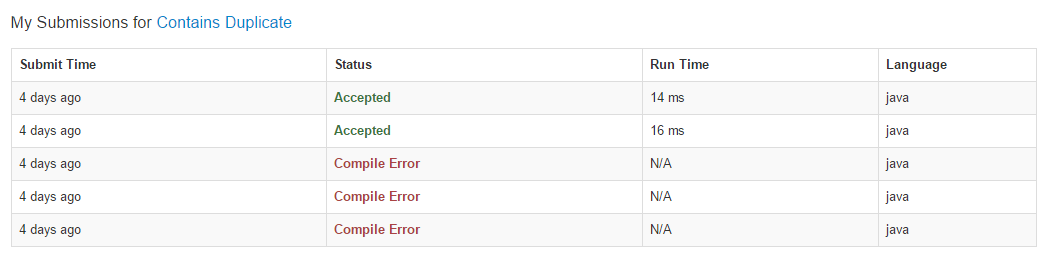 My Submissions for Contains Duplicate
Submit Time Status Run Time Language
4 days ago Accepted 14 ms java
4 days ago Accepted 16 ms java
4 days ago Compile Error N/A java
4 days ago Compile Error N/A java
4 days ago Compile Error N/A java